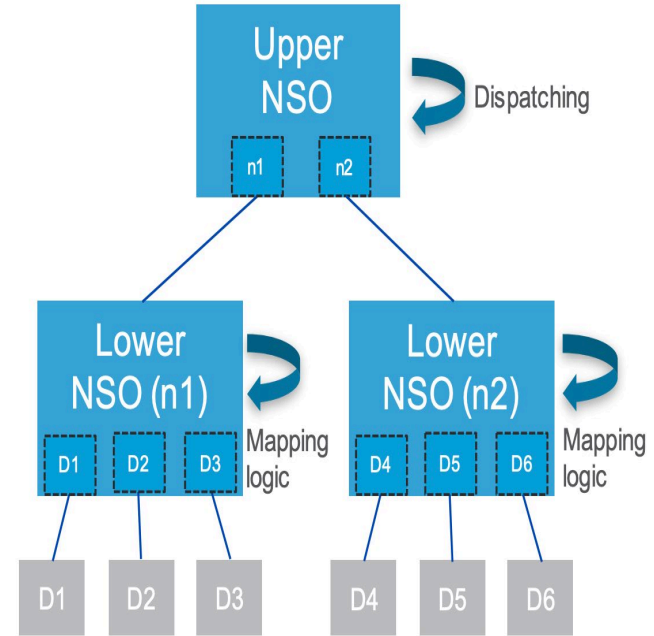 Upper
NSO
Dispatching
n1
n2
Lower
NSO (n1)
Mapping
logic
D1
D2
D3
Lower
NSO (n2)
Mapping
logic
D4
D5
D6
D1
D2
D3
D4
D5
D6